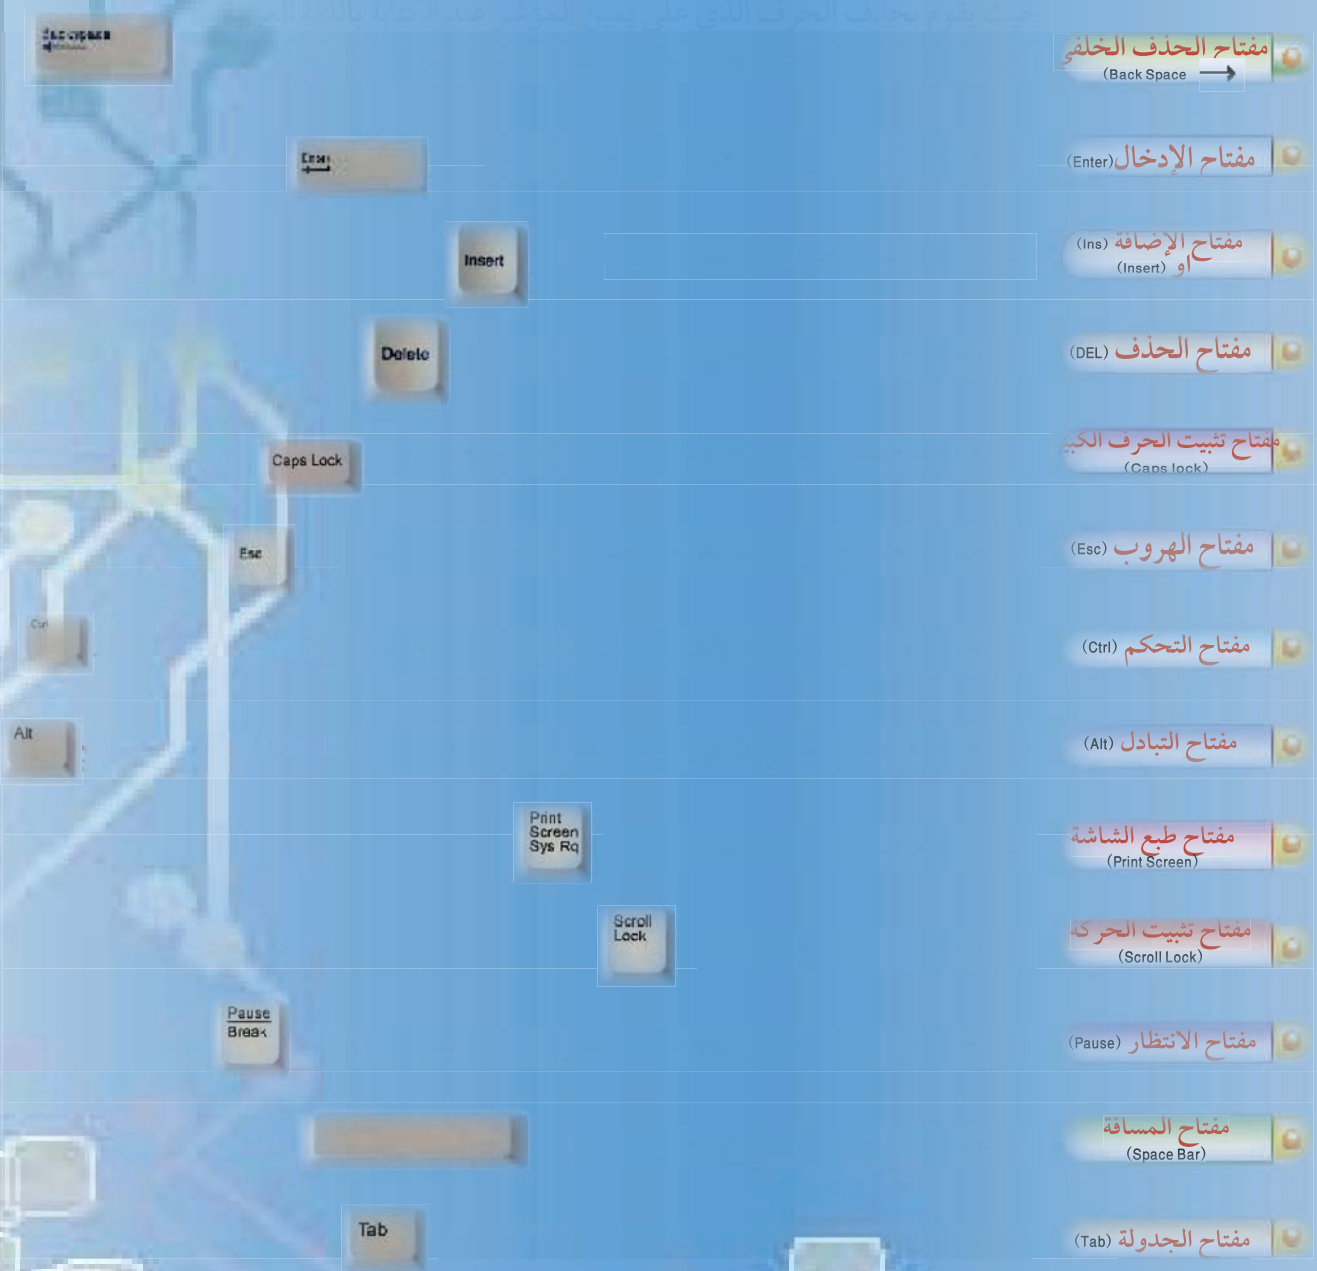 مفتاح الحذف الخلفي
(Back Space
مفتاح الإدخال (Enter)
Insert
مفتاح الإضافة (Ins)
او (Insert)
Delete
مفتاح الحذف (DEL)
Caps Lock
مفتاح تثبيت الحرف الكبي
(Caps lock)
Esc
مفتاح الهروب (Esc)
Ctrl
مفتاح التحكم (Ctrl)
Alt
مفتاح التبادل (Alt)
Print
Screen
Sys Rq
مفتاح طبع الشاشة
(Print Screen)
Scroll
Lock
مفتاح تثبيت الحركة
(Scroll Lock)
Pause
Break
مفتاح الانتظار (Pause)
مفتاح المسافة
(Space Bar)
Tab
مفتاح الجدولة (Tab)